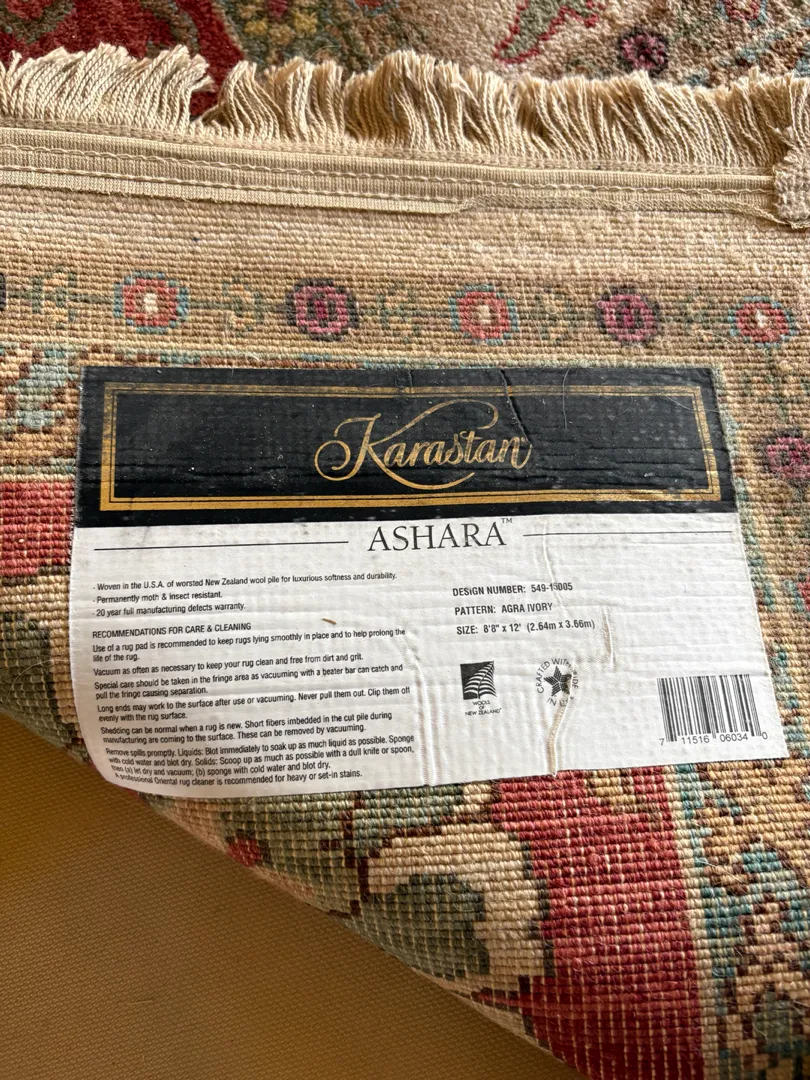 Karastan
ASHARA™
- Woven in the U.S.A. of worsted New Zealand wool pile for luxurious softness and durability.
- Permanently moth & insect resistant.
- 20 year full manufacturing defects warranty.
RECOMMENDATIONS FOR CARE & CLEANING
Use of a rug pad is recommended to keep rugs lying smoothly in place and to help prolong the
life of the rug.
Vacuum as often as necessary to keep your rug clean and free from dirt and grit.
Special care should be taken in the fringe area as vacuuming with a beater bar can catch and
pull the fringe causing separation.
Long ends may work to the surface after use or vacuuming. Never pull them out. Clip them off
evenly with the rug surface.
Shedding can be normal when a rug is new. Short fibers imbedded in the cut pile during
manufacturing are coming to the surface. These can be removed by vacuuming.
Remove spills promptly. Liquids: Blot immediately to soak up as much liquid as possible. Sponge
with cold water and blot dry. Solids: Scoop up as much as possible with a dull knife or spoon,
then (a) let dry and vacuum; (b) sponge with cold water and blot dry.
A professional Oriental rug cleaner is recommended for heavy or set-in stains.
DESIGN NUMBER: 549-15005
PATTERN: AGRA IVORY
SIZE: 8'8" x 12' (2.64m x 3.66m)
WOOLS
OF
NEW ZEALAND
CRAFTED WITH
7 11516 06034 0